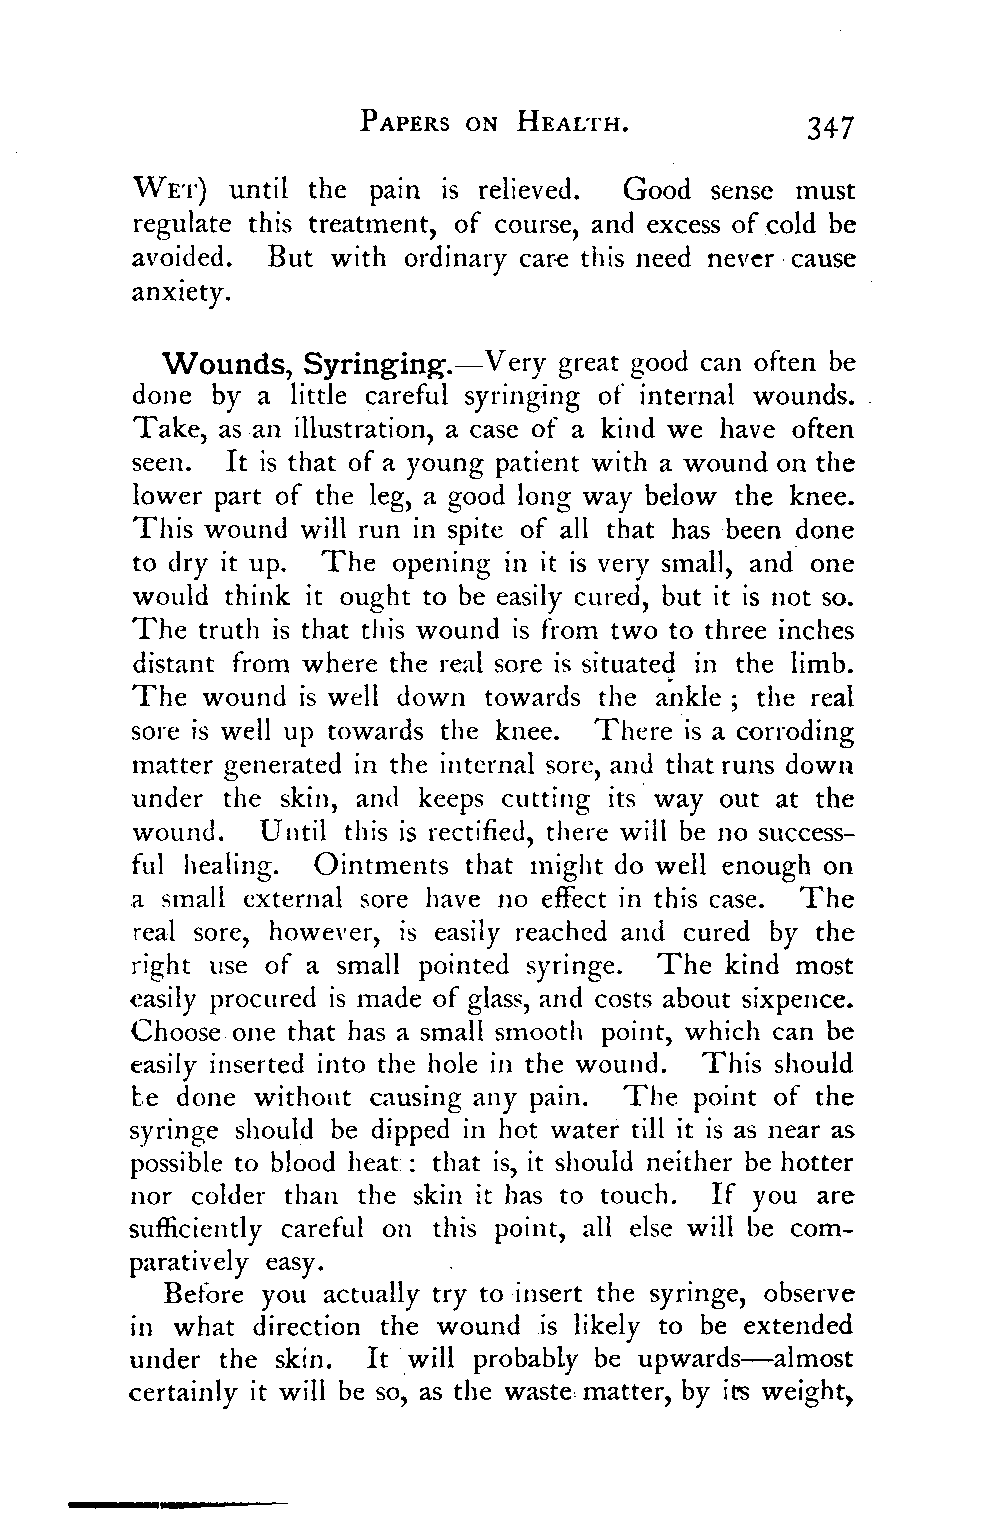 PAPERS ON HEALTH. 347
WET) until the pain is relieved. Good sense must
regulate this treatment, of course, and excess of cold be
avoided. But with ordinary care this need never cause
anxiety.
Wounds, Syringing.—Very great good can often be
done by a little careful syringing of internal wounds.
Take, as an illustration, a case of a kind we have often
seen. It is that of a young patient with a wound on the
lower part of the leg, a good long way below the knee.
This wound will run in spite of all that has been done
to dry it up. The opening in it is very small, and one
would think it ought to be easily cured, but it is not so.
The truth is that this wound is from two to three inches
distant from where the real sore is situated in the limb.
The wound is well down towards the ankle ; the real
sore is well up towards the knee. There is a corroding
matter generated in the internal sore, and that runs down
under the skin, and keeps cutting its way out at the
wound. Until this is rectified, there will be no success-
ful healing. Ointments that might do well enough on
a small external sore have no effect in this case. The
real sore, however, is easily reached and cured by the
right use of a small pointed syringe. The kind most
easily procured is made of glass, and costs about sixpence.
Choose one that has a small smooth point, which can be
easily inserted into the hole in the wound. This should
be done without causing any pain. The point of the
syringe should be dipped in hot water till it is as near as
possible to blood heat : that is, it should neither be hotter
nor colder than the skin it has to touch. If you are
sufficiently careful on this point, all else will be com-
paratively easy.
Before you actually try to insert the syringe, observe
in what direction the wound is likely to be extended
under the skin. It will probably be upwards—almost
certainly it will be so, as the waste matter, by its weight,